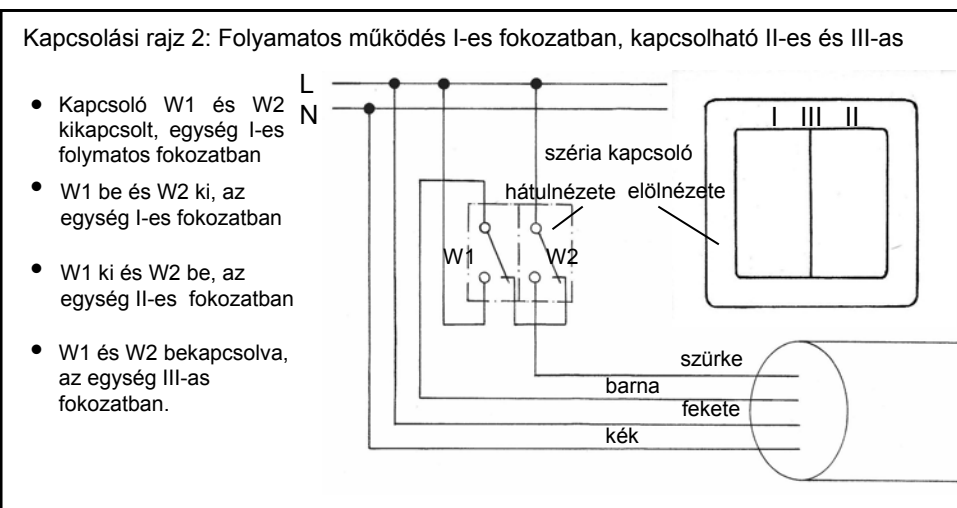 Kapcsolási rajz 2: Folyamatos működés I-es fokozatban, kapcsolható II-es és III-as
• Kapcsoló W1 és W2
kikapcsolt, egység I-es
folymatos fokozatban
• W1 be és W2 ki, az
egység I-es fokozatban
• W1 ki és W2 be, az
egység II-es fokozatban
• W1 és W2 bekapcsolva,
az egység III-as
fokozatban.
L
N
széria kapcsoló
hátulnézete elölnézete
W1 W2
I III II
szürke
barna
fekete
kék